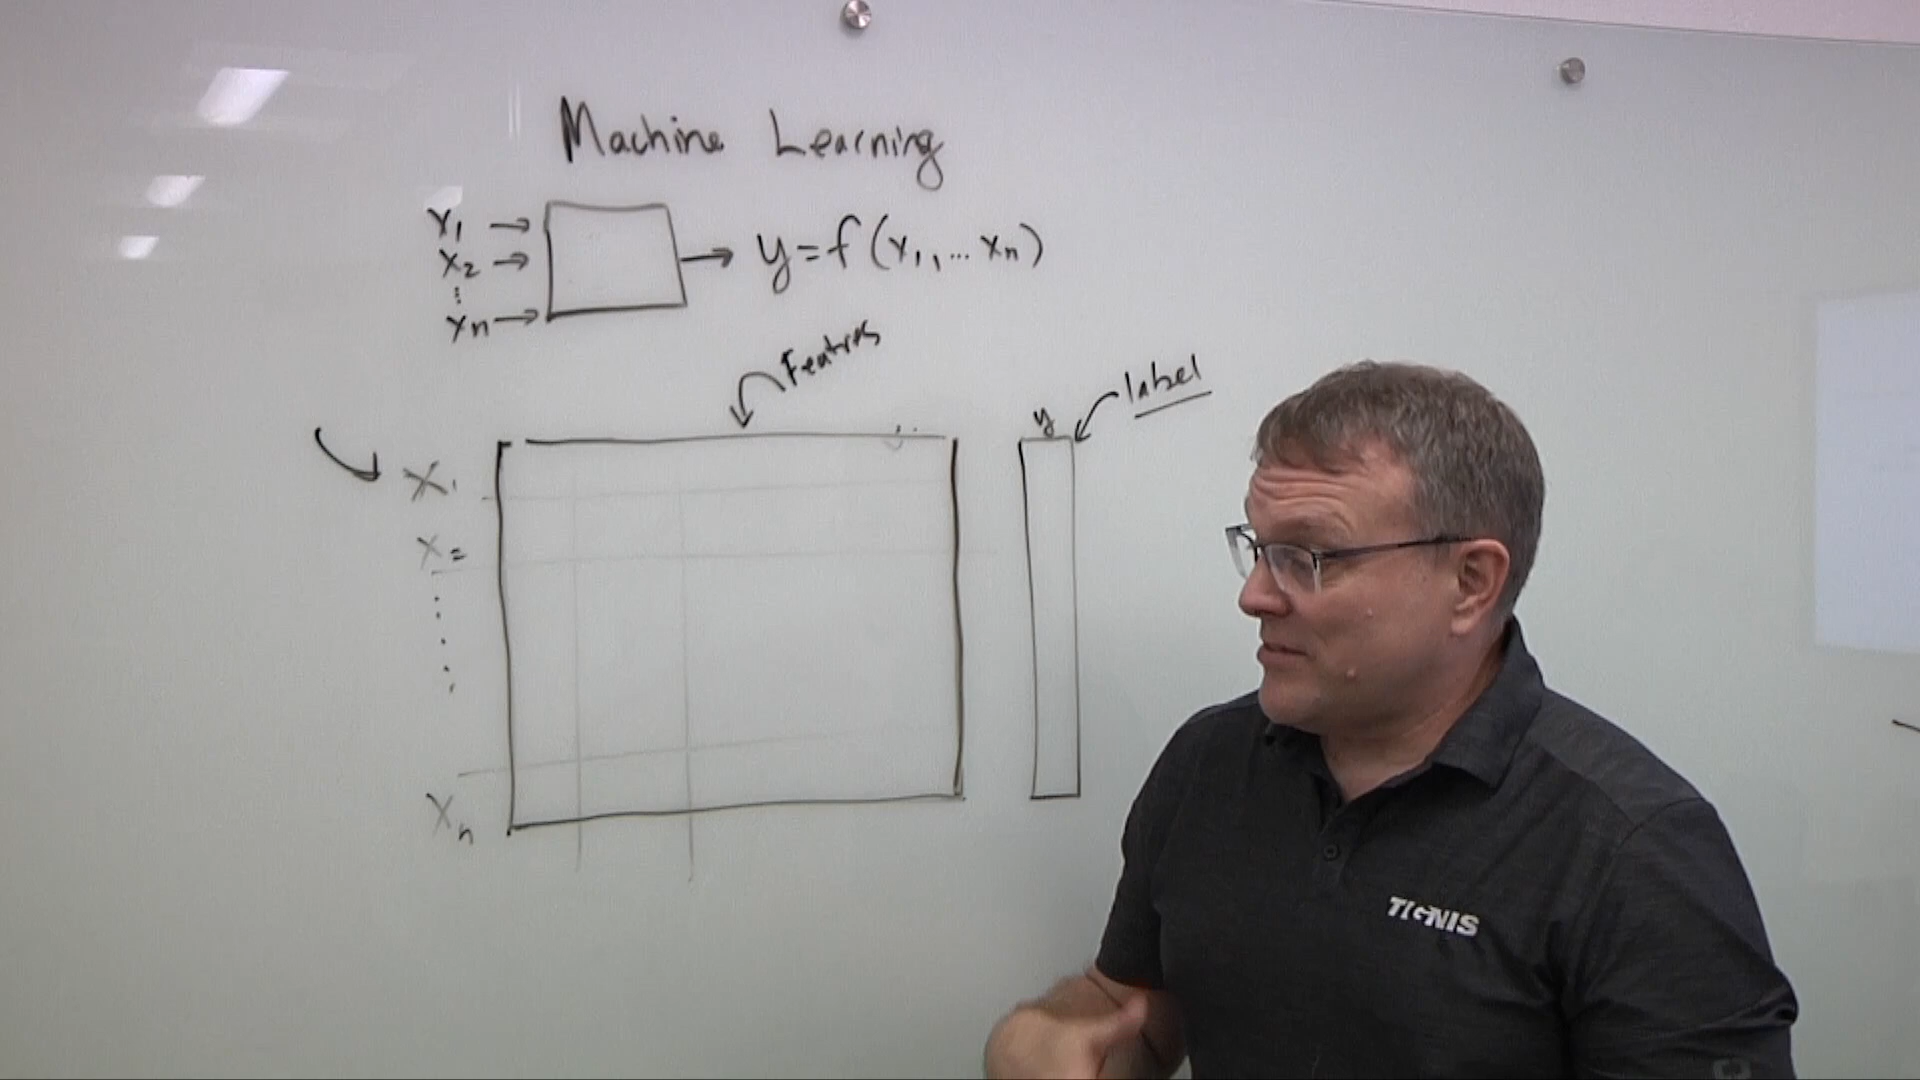 Machine Learning
x1 →
x2 →
⋮
xn →
→ y=f(x1,... xn)
Features
label
y
X1
X2
Xn
TIGNIS